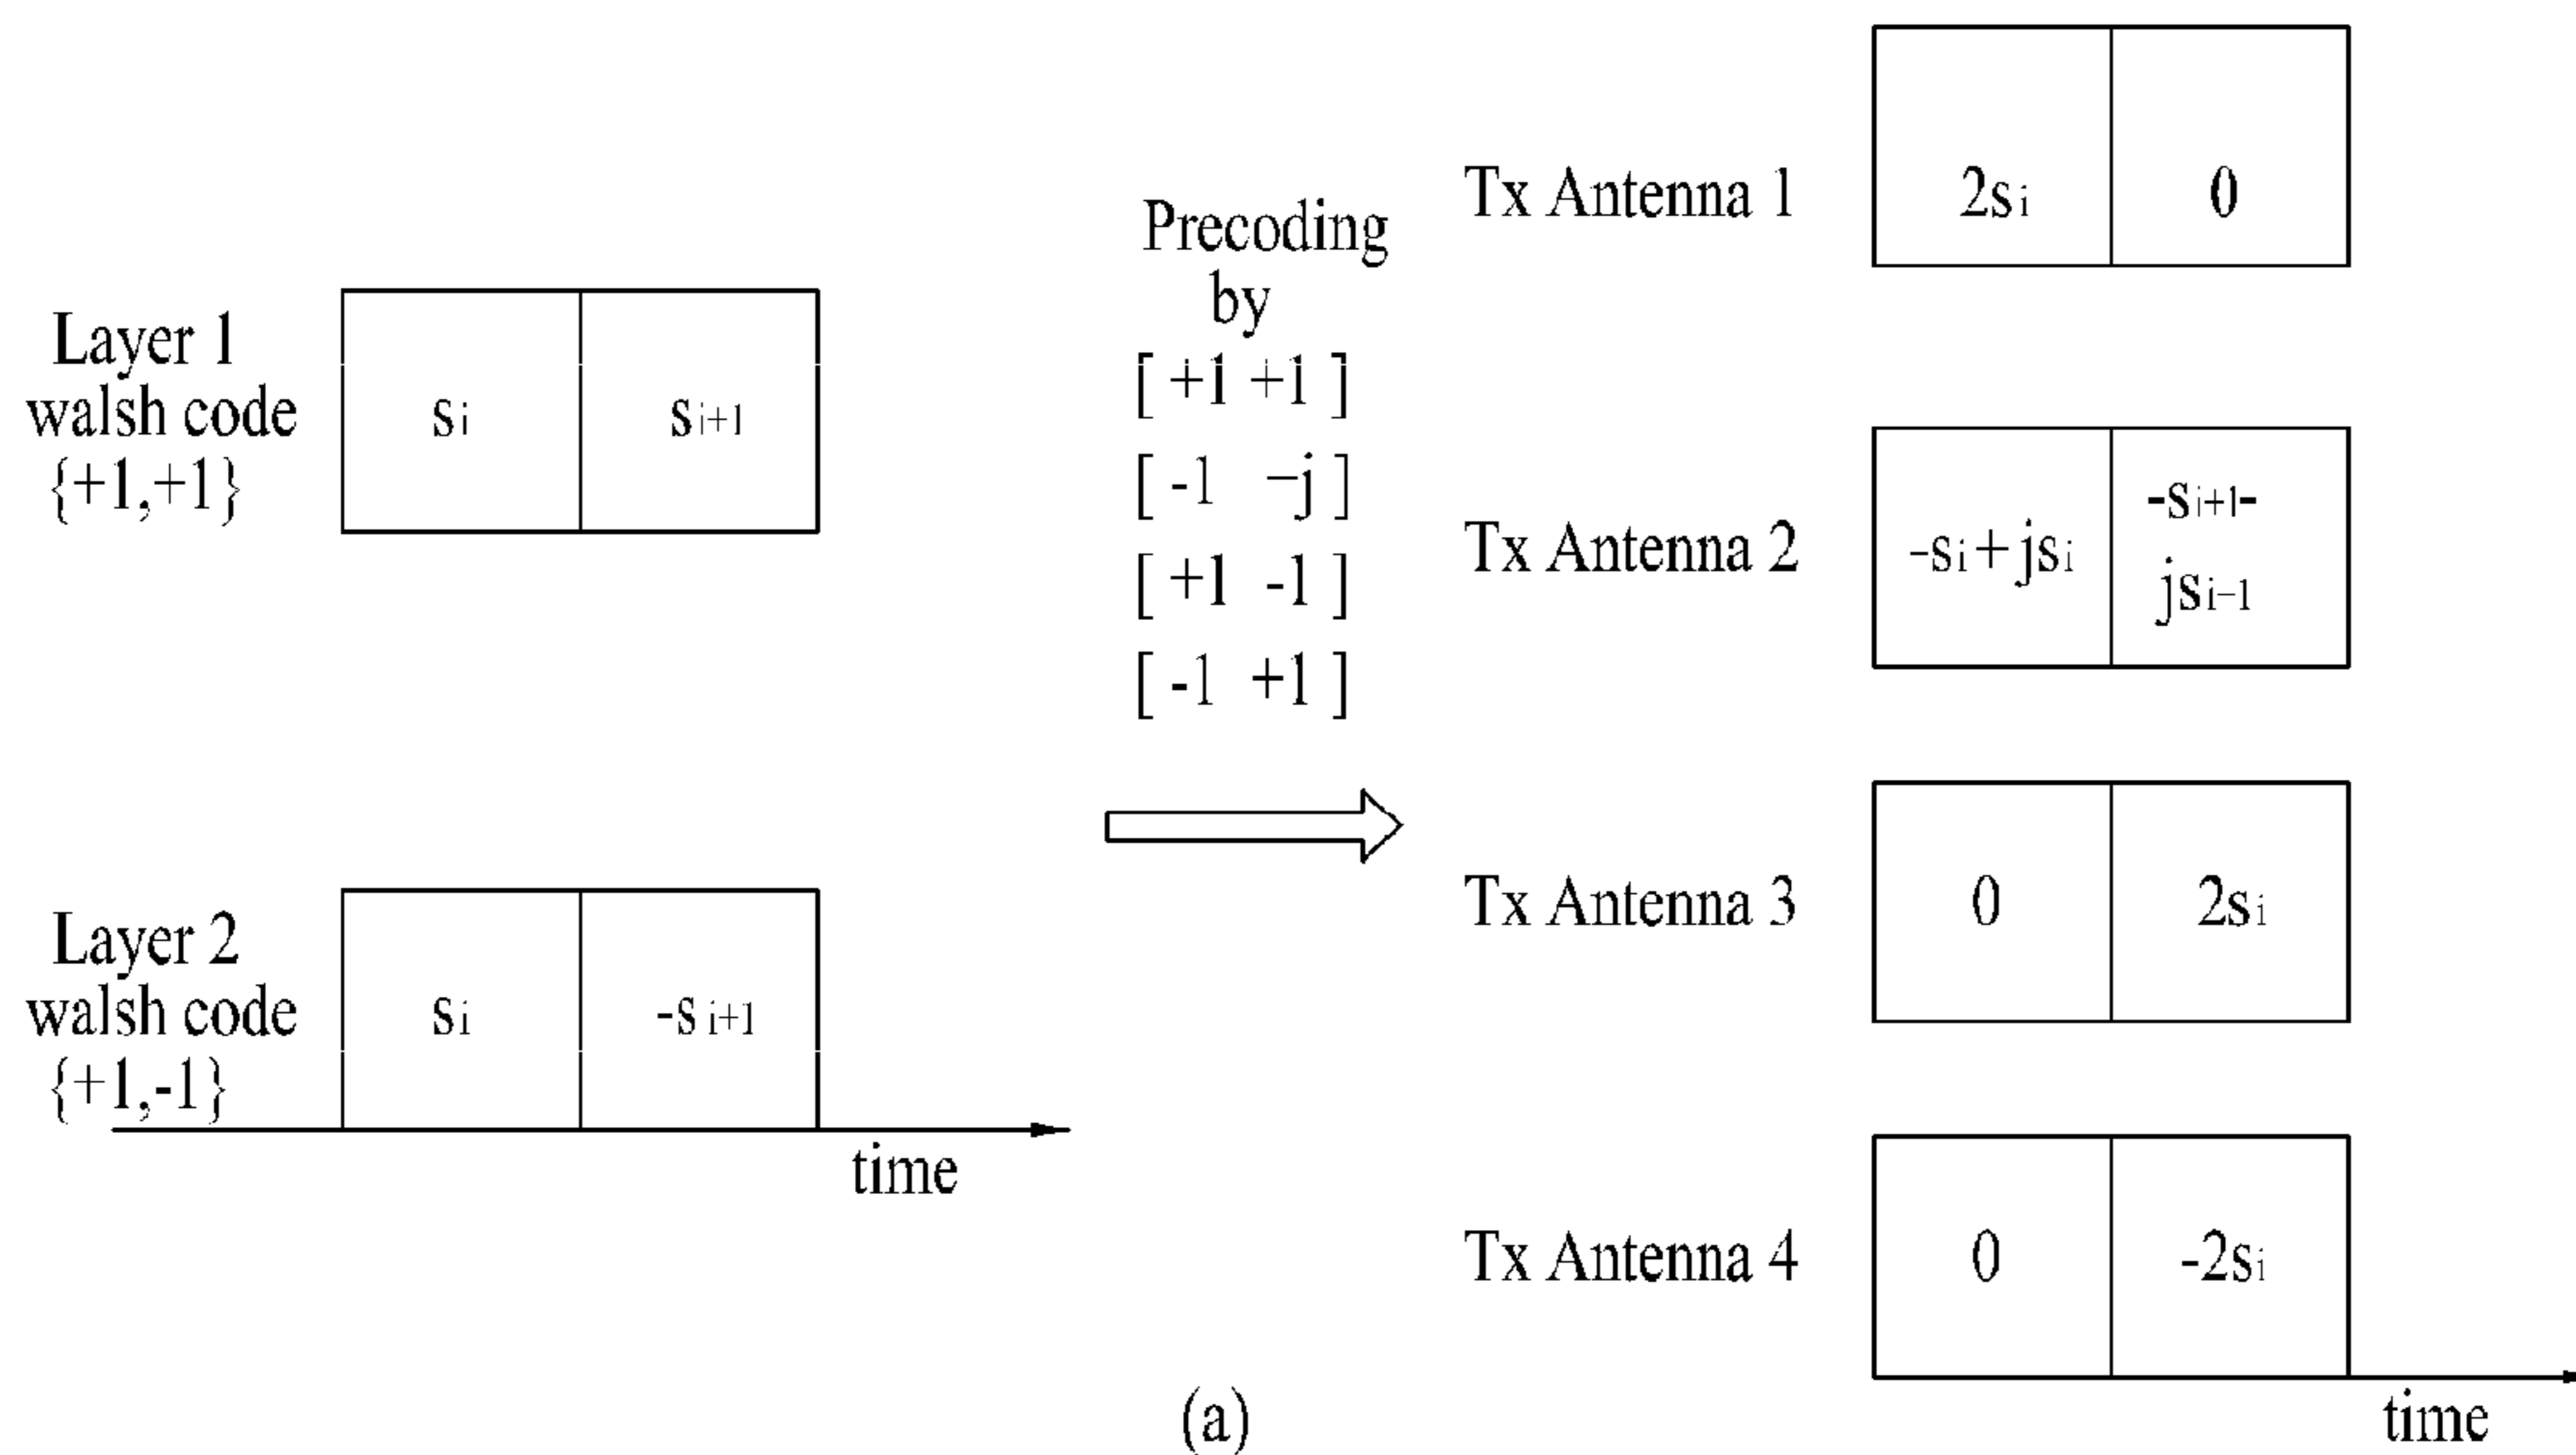 Layer 1
walsh code
{+1,+1}
si
si+1
Layer 2
walsh code
{+1,-1}
si
-si+1
time
Precoding
by
[ +1 +1 ]
[ -1 −j ]
[ +1 -1 ]
[ -1 +1 ]
Tx Antenna 1
2si
0
Tx Antenna 2
-si+jsi
-si+1-
jsi−1
Tx Antenna 3
0
2si
Tx Antenna 4
0
-2si
time
(a)